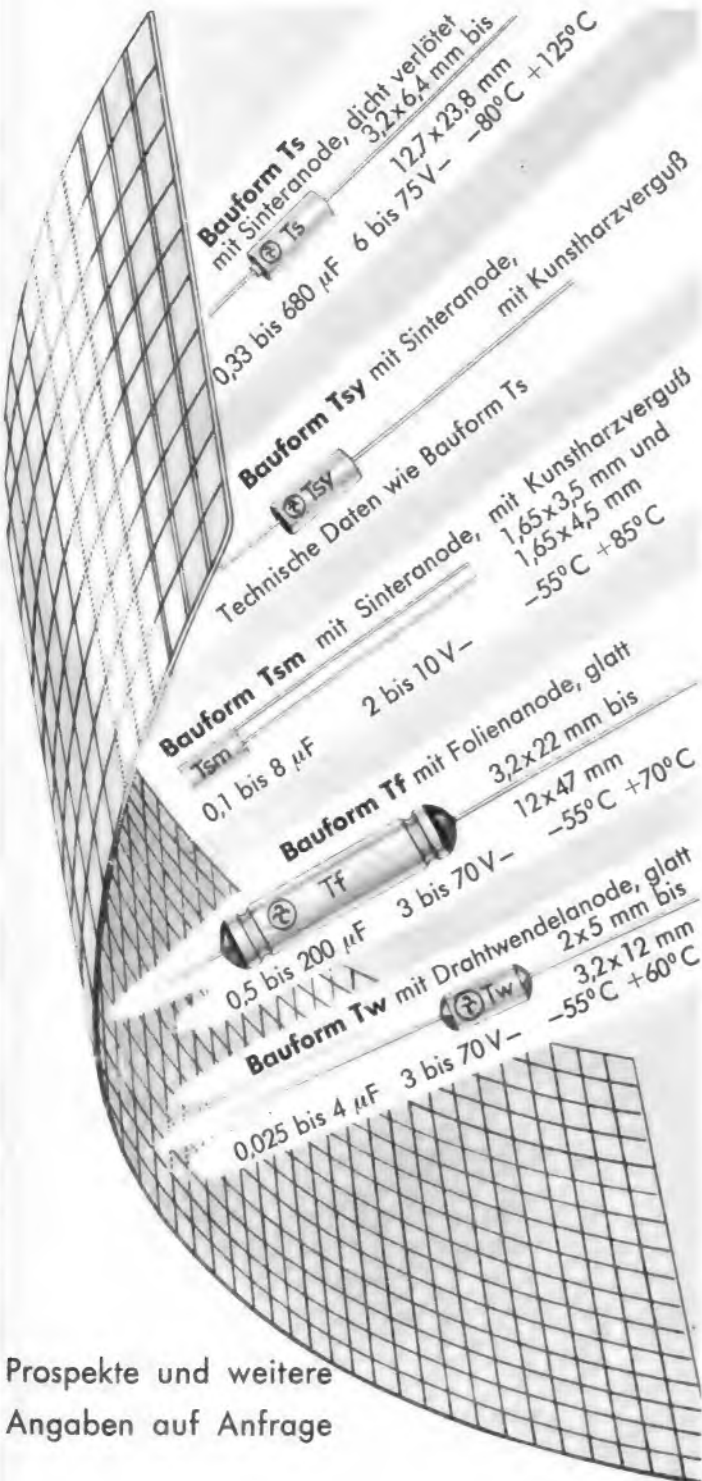 Bauform Ts
mit Sinteranode, dicht verlötet
3,2x6,4 mm bis
12,7x23,8 mm
Ts
0,33 bis 680 µF 6 bis 75 V– –80°C +125°C
Bauform Tsy mit Sinteranode,
mit Kunstharzverguß
Tsy
Technische Daten wie Bauform Ts
Bauform Tsm mit Sinteranode, mit Kunstharzverguß
1,65x3,5 mm und
1,65x4,5 mm
Tsm
0,1 bis 8 µF 2 bis 10 V– –55°C +85°C
Bauform Tf mit Folienanode, glatt
3,2x22 mm bis
12x47 mm
Tf
0,5 bis 200 µF 3 bis 70 V– –55°C +70°C
Bauform Tw mit Drahtwendelanode, glatt
2x5 mm bis
3,2x12 mm
Tw
0,025 bis 4 µF 3 bis 70 V– –55°C +60°C
Prospekte und weitere
Angaben auf Anfrage